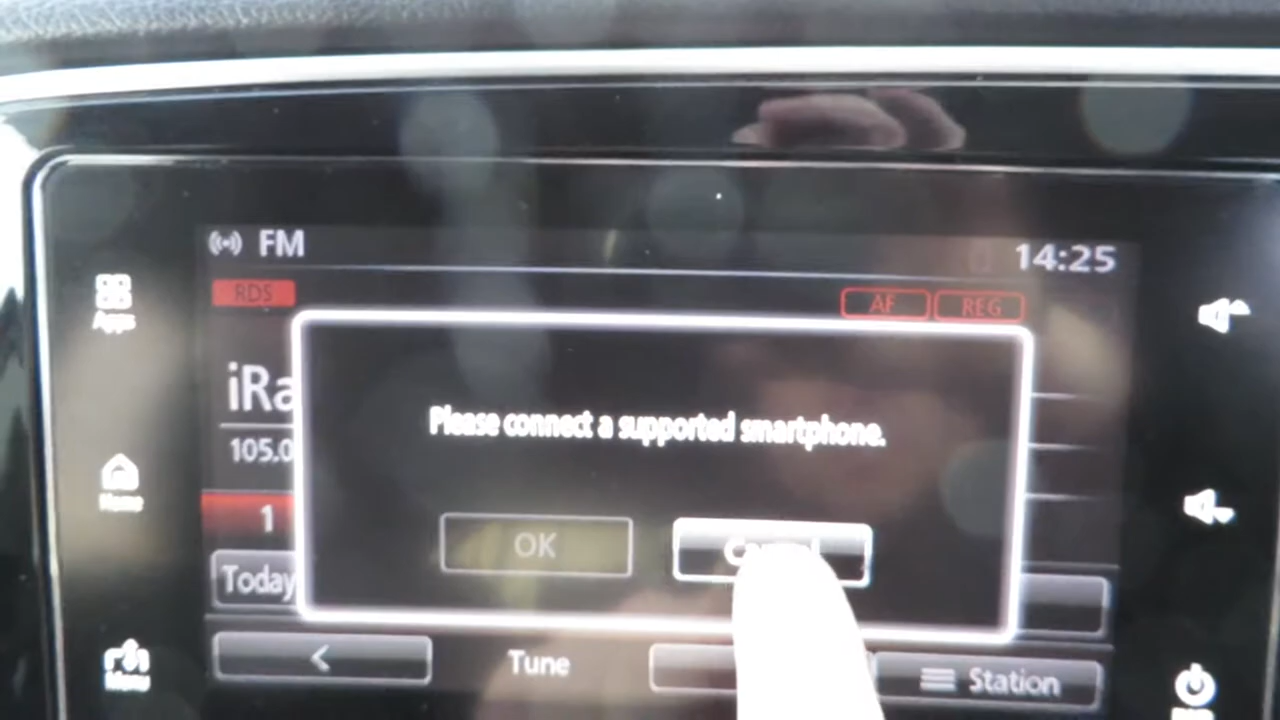 FM
14:25
RDS
AF
REG
Apps
iRa
105.0
Please connect a supported smartphone.
Home
1
OK
Cancel
Today
<
Tune
Station
Menu